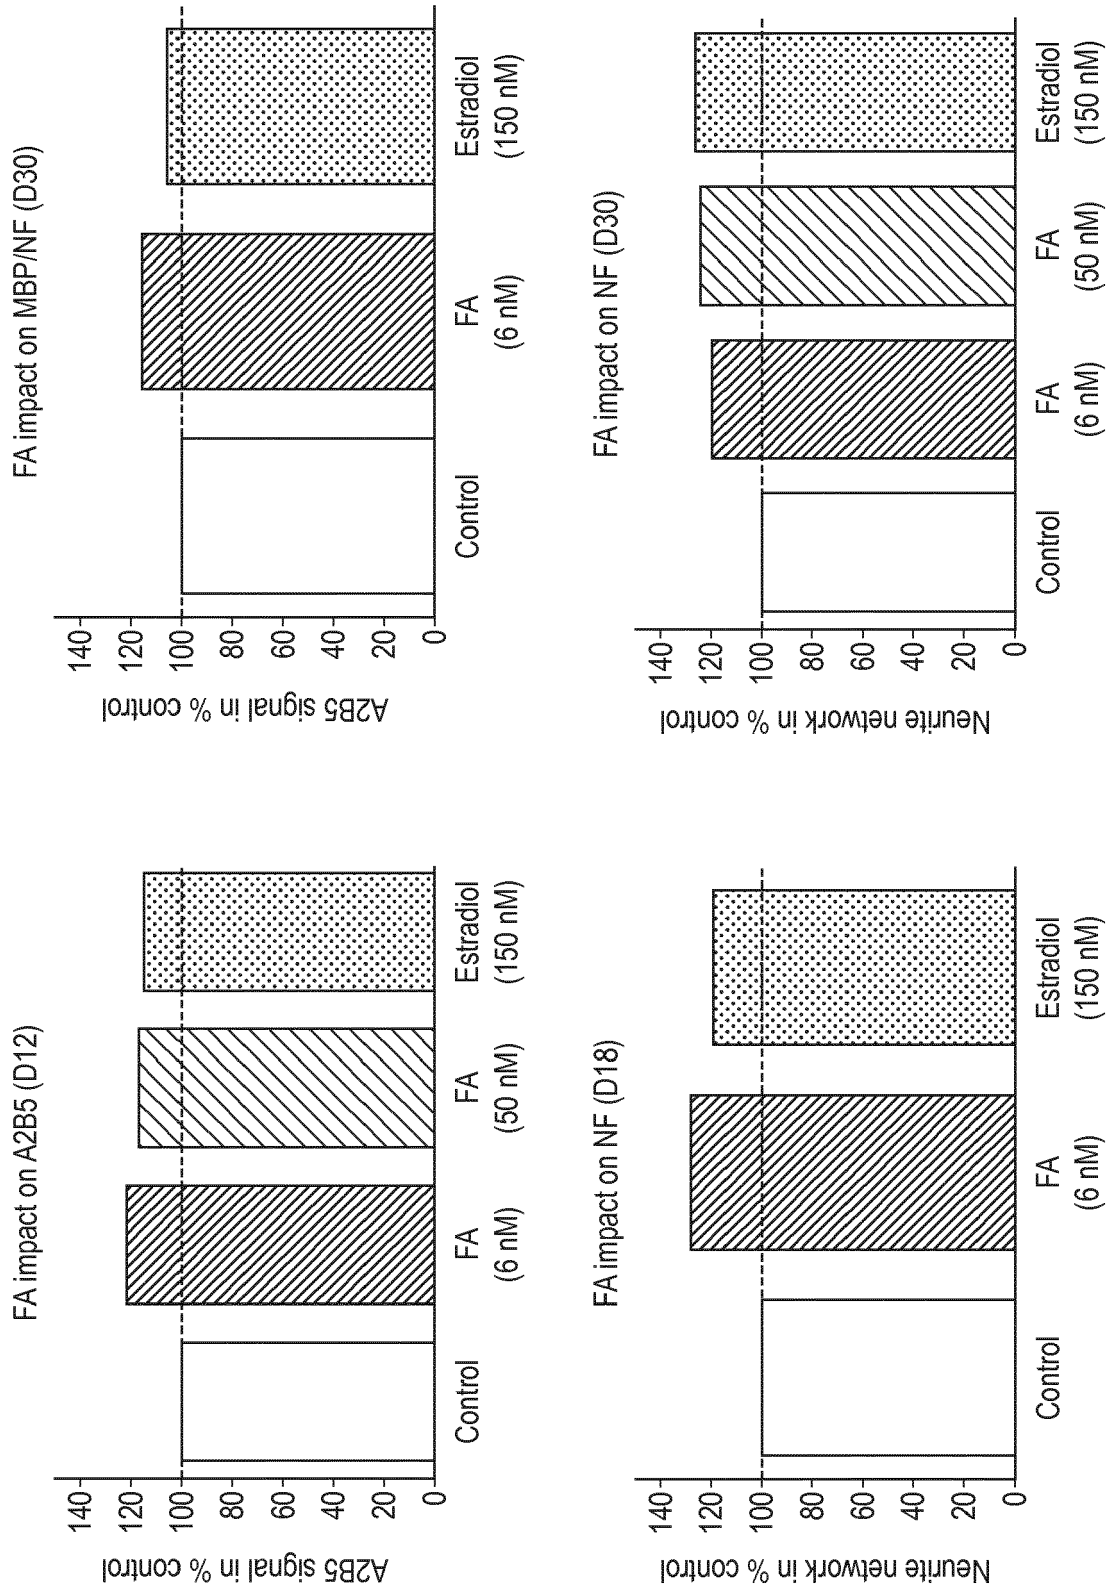 FA impact on A2B5 (D12)
A2B5 signal in % control
140
120
100
80
60
40
20
0
Control
FA
(6 nM)
FA
(50 nM)
Estradiol
(150 nM)
FA impact on MBP/NF (D30)
A2B5 signal in % control
140
120
100
80
60
40
20
0
Control
FA
(6 nM)
Estradiol
(150 nM)
FA impact on NF (D18)
Neurite network in % control
140
120
100
80
60
40
20
0
Control
FA
(6 nM)
Estradiol
(150 nM)
FA impact on NF (D30)
Neurite network in % control
140
120
100
80
60
40
20
0
Control
FA
(6 nM)
FA
(50 nM)
Estradiol
(150 nM)